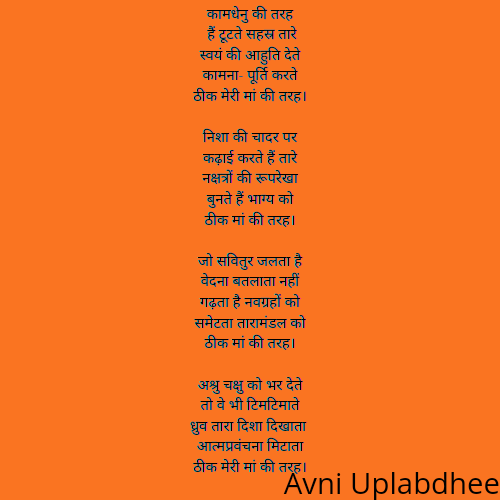 कामधेनु की तरह
हैं टूटते सहस्र तारे
स्वयं की आहुति देते
कामना- पूर्ति करते
ठीक मेरी मां की तरह।
निशा की चादर पर
कढ़ाई करते हैं तारे
नक्षत्रों की रूपरेखा
बुनते हैं भाग्य को
ठीक मां की तरह।
जो सवितुर जलता है
वेदना बतलाता नहीं
गढ़ता है नवग्रहों को
समेटता तारामंडल को
ठीक मां की तरह।
अश्रु चक्षु को भर देते
तो वे भी टिमटिमाते
ध्रुव तारा दिशा दिखाता
आत्मप्रवंचना मिटाता
ठीक मेरी मां की तरह।
Avni Uplabdhee